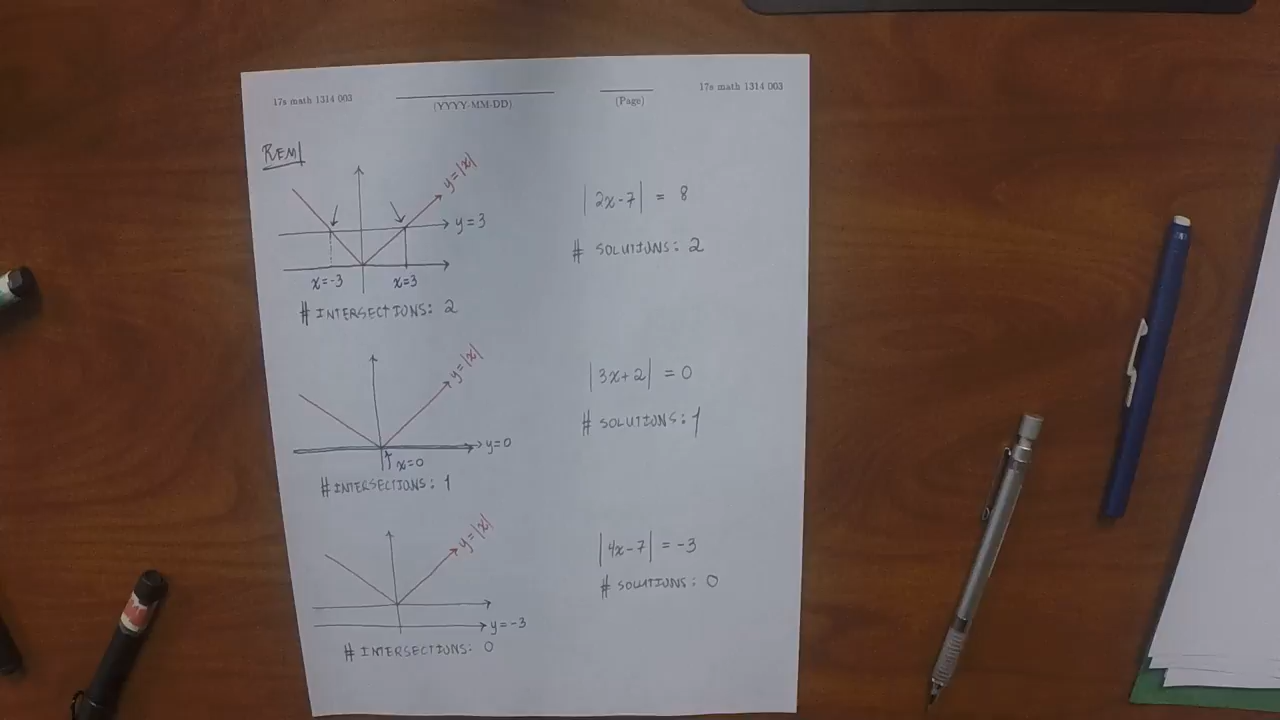 17s math 1314 003
(YYYY-MM-DD)
(Page)
17s math 1314 003
REM
y=|x|
y=3
x=-3
x=3
# INTERSECTIONS: 2
|2x-7| = 8
# SOLUTIONS: 2
y=|x|
y=0
x=0
# INTERSECTIONS: 1
|3x+2| = 0
# SOLUTIONS: 1
y=|x|
y=-3
# INTERSECTIONS: 0
|4x-7| = -3
# SOLUTIONS: 0